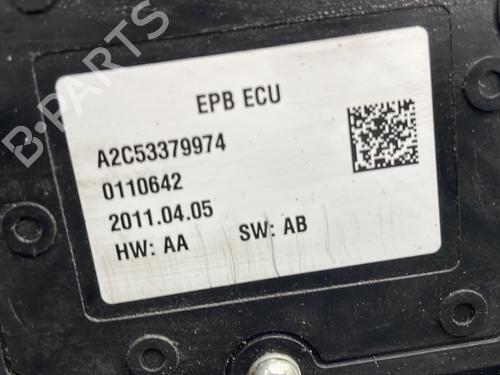 EPB ECU
A2C53379974
0110642
2011.04.05
HW: AA SW: AB
B-PARTS